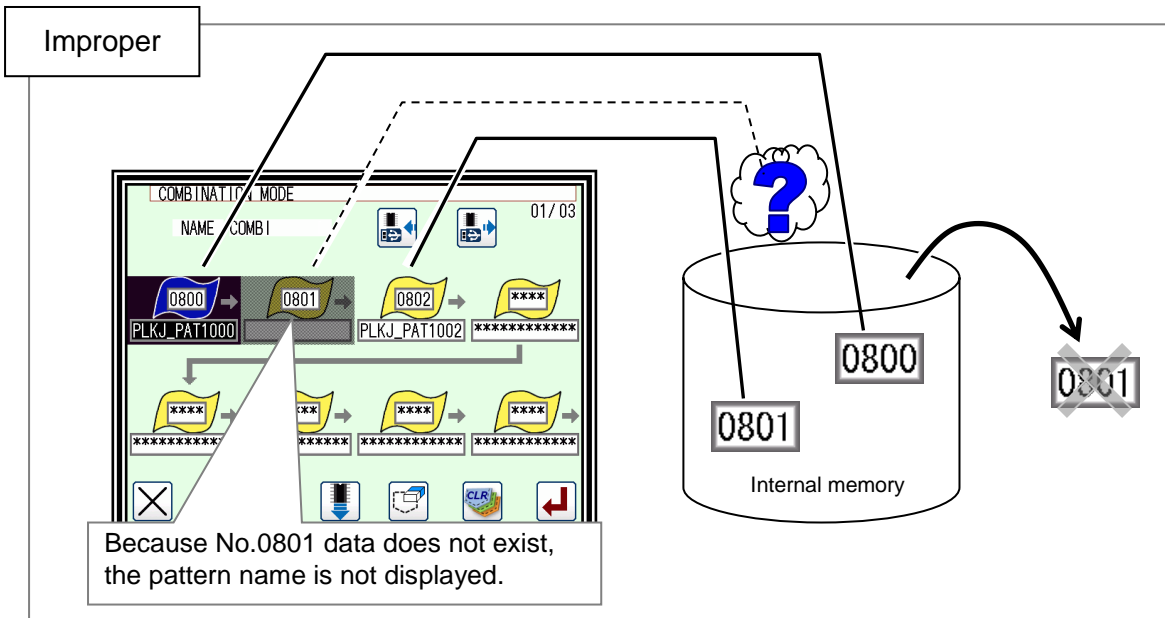 Improper
COMBINATION MODE
NAME COMBI
01/03
0800
0801
0802
****
PLKJ_PAT1000
PLKJ_PAT1002
************
****
****
****
************
************
CLR
0800
0801
0801
Internal memory
Because No.0801 data does not exist,
the pattern name is not displayed.